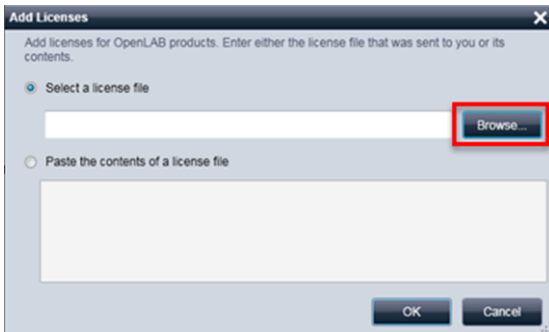 Add Licenses
Add licenses for OpenLAB products. Enter either the license file that was sent to you or its
contents.
Select a license file
Browse...
Paste the contents of a license file
OK
Cancel